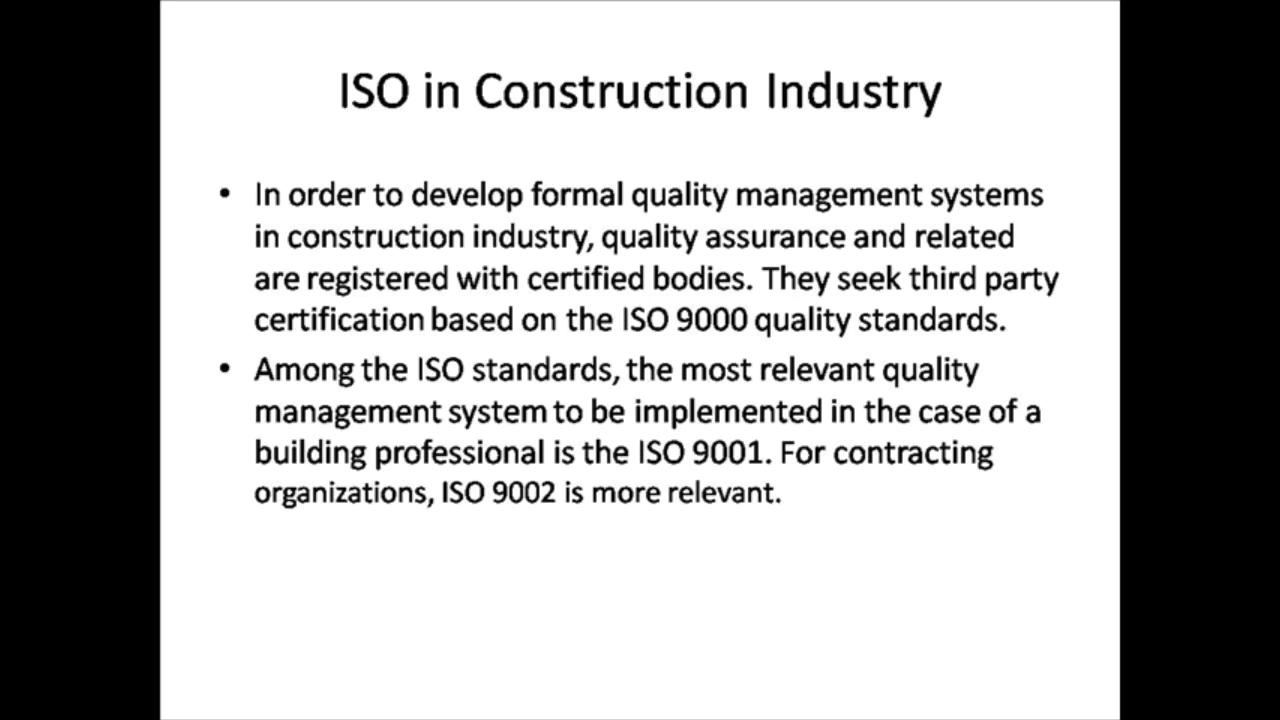 ISO in Construction Industry
• In order to develop formal quality management systems
in construction industry, quality assurance and related
are registered with certified bodies. They seek third party
certification based on the ISO 9000 quality standards.
• Among the ISO standards, the most relevant quality
management system to be implemented in the case of a
building professional is the ISO 9001. For contracting
organizations, ISO 9002 is more relevant.